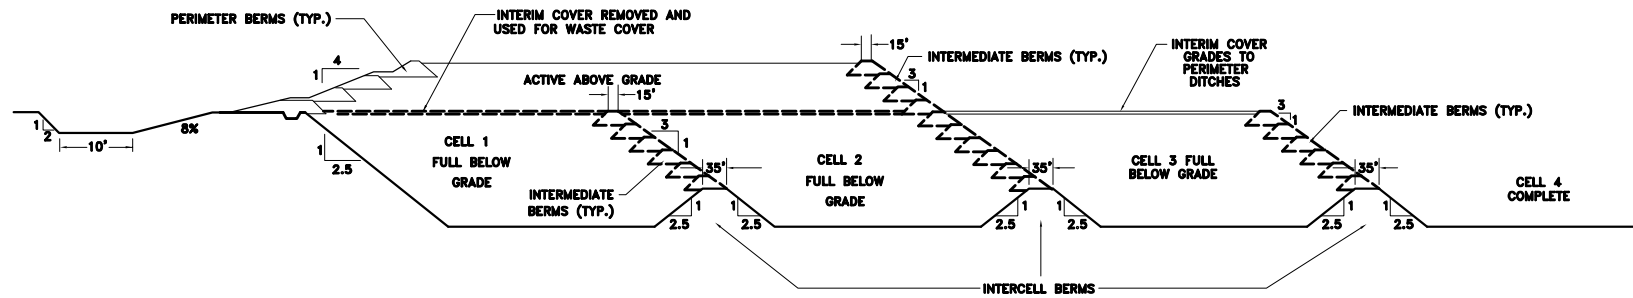 PERIMETER BERMS (TYP.)
INTERIM COVER REMOVED AND
USED FOR WASTE COVER
15'
INTERMEDIATE BERMS (TYP.)
INTERIM COVER
GRADES TO
PERIMETER
DITCHES
4
1
ACTIVE ABOVE GRADE
15'
3
1
INTERMEDIATE BERMS (TYP.)
3
1
1
2
10'
8%
1
2.5
CELL 1
FULL BELOW
GRADE
3
1
INTERMEDIATE
BERMS (TYP.)
35'
CELL 2
FULL BELOW
GRADE
35'
CELL 3 FULL
BELOW GRADE
35'
CELL 4
COMPLETE
1
2.5
1
2.5
1
2.5
1
2.5
1
2.5
1
2.5
INTERCELL BERMS